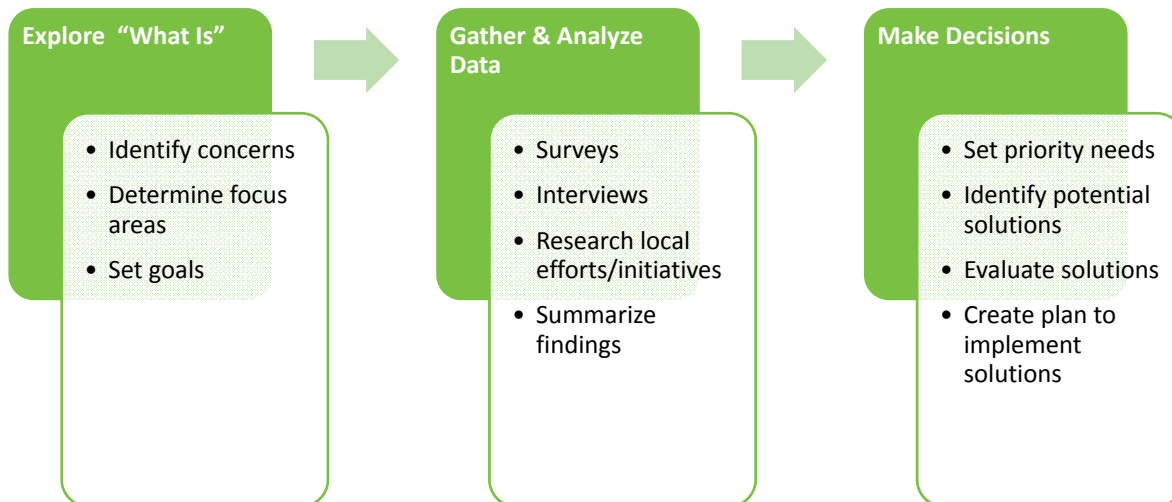 Explore “What Is”
• Identify concerns
• Determine focus
areas
• Set goals
Gather & Analyze
Data
• Surveys
• Interviews
• Research local
efforts/initiatives
• Summarize
findings
Make Decisions
• Set priority needs
• Identify potential
solutions
• Evaluate solutions
• Create plan to
implement
solutions